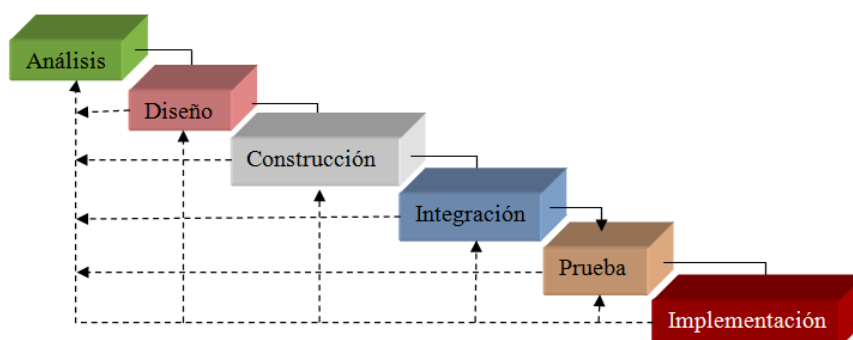 Análisis
Diseño
Construcción
Integración
Prueba
Implementación